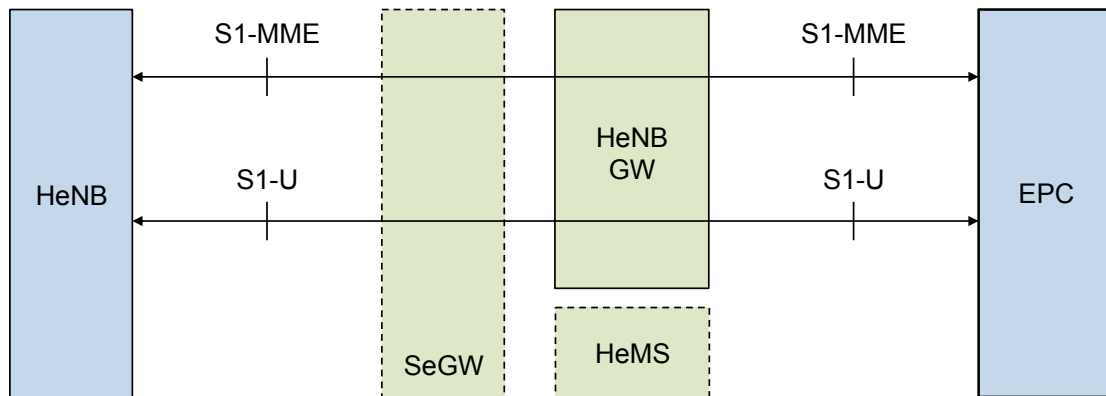 S1-MME
S1-MME
HeNB
GW
S1-U
S1-U
HeNB
EPC
SeGW
HeMS